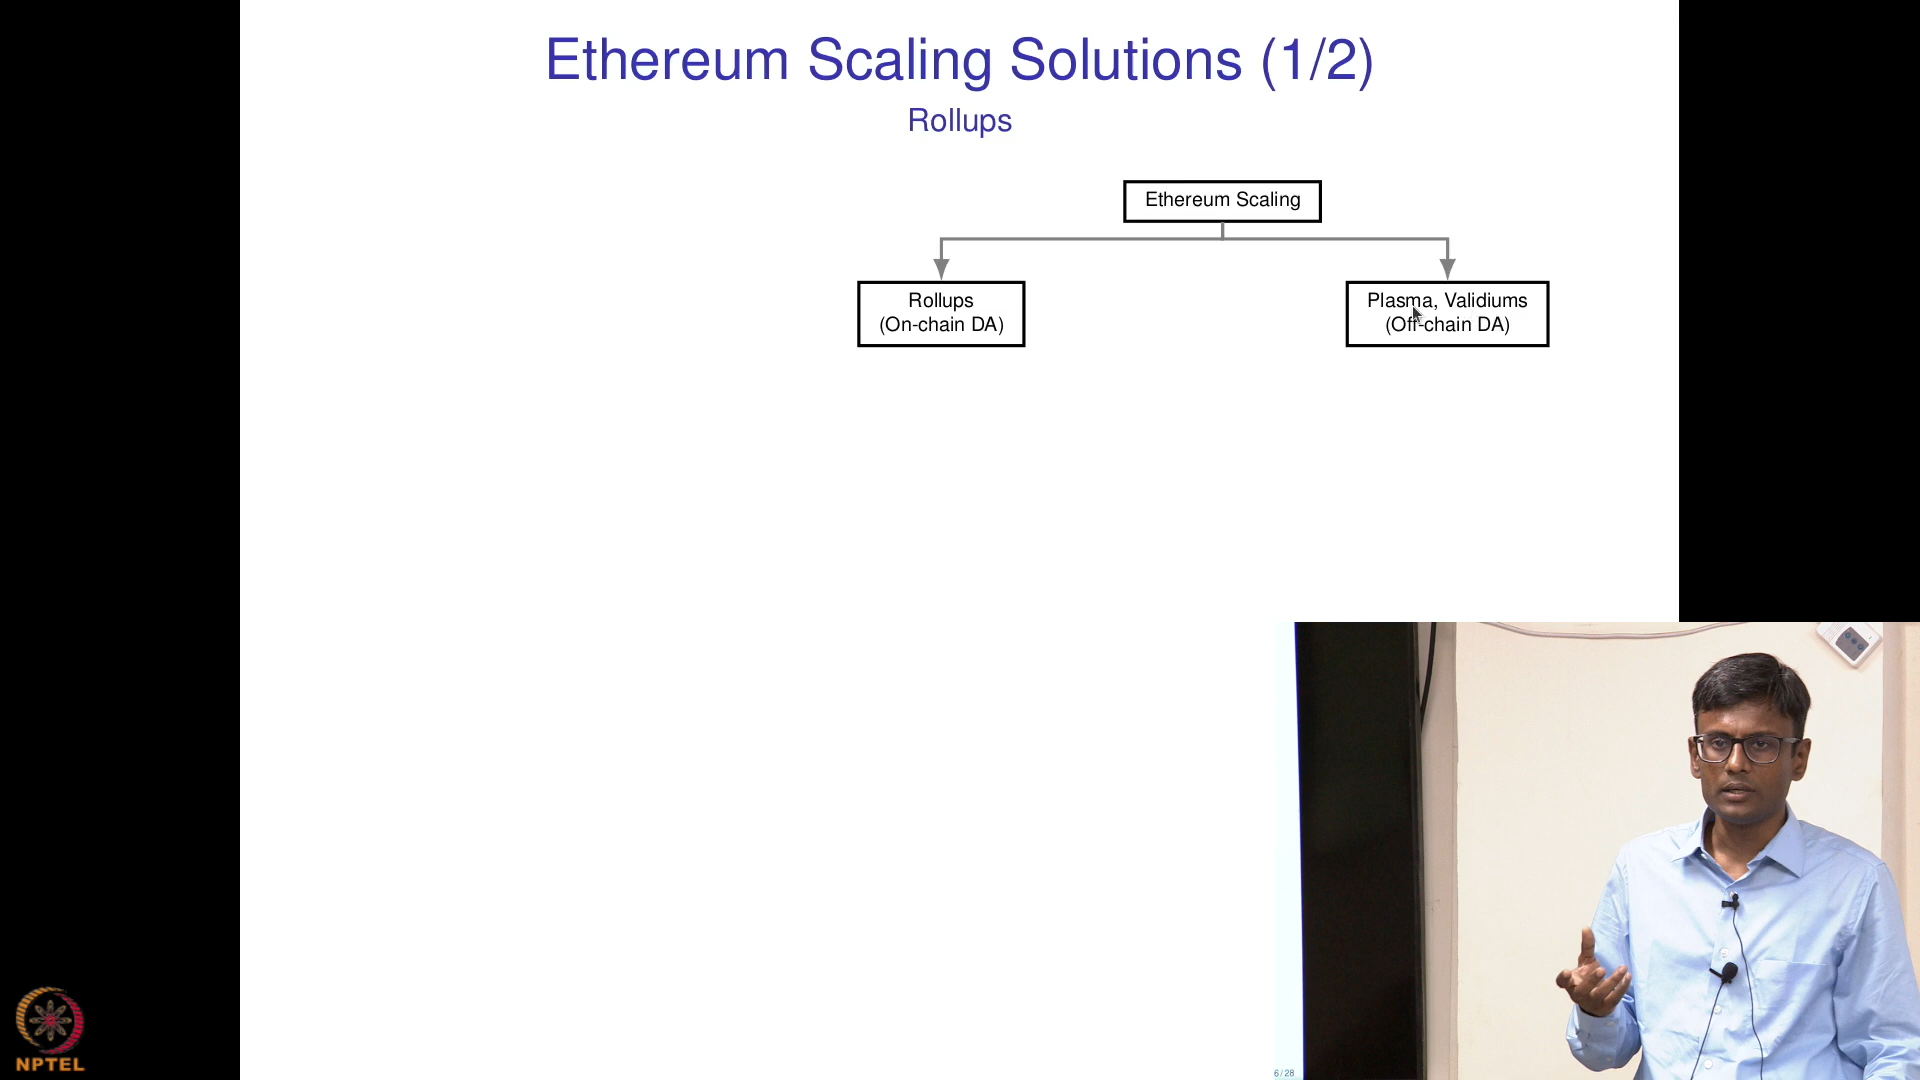 Ethereum Scaling Solutions (1/2)
Rollups
Ethereum Scaling
Rollups
(On-chain DA)
Plasma, Validiums
(Off-chain DA)
6/28
NPTEL